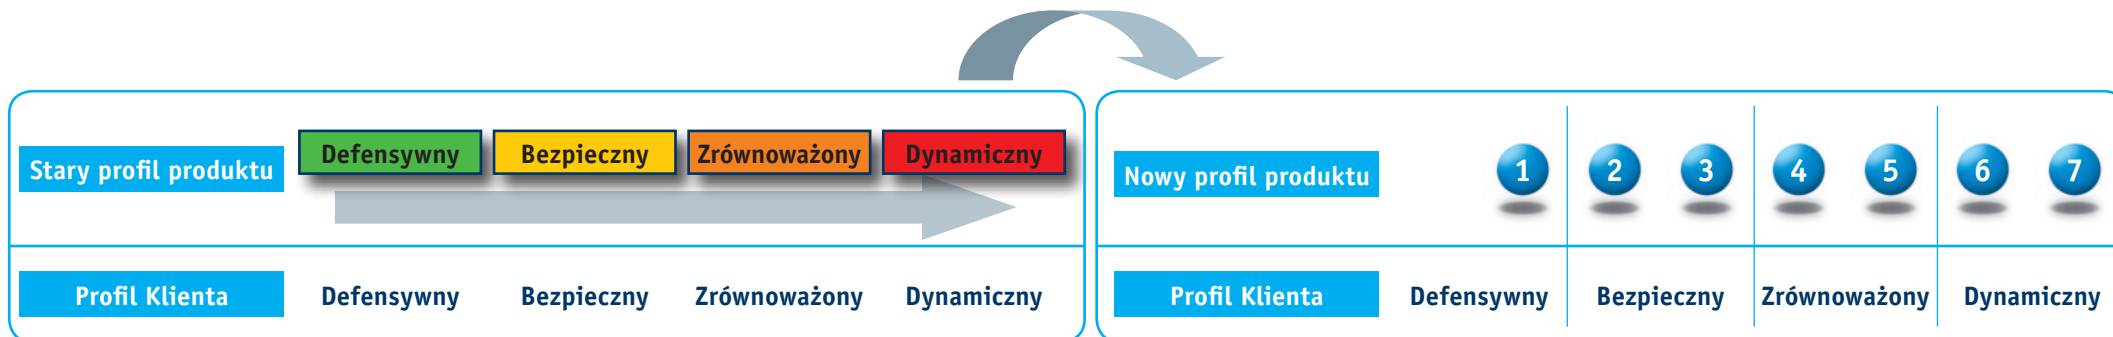 Stary profil produktu Defensywny Bezpieczny Zrównoważony Dynamiczny
Profil Klienta Defensywny Bezpieczny Zrównoważony Dynamiczny
Nowy profil produktu 1 2 3 4 5 6 7
Profil Klienta Defensywny Bezpieczny Zrównoważony Dynamiczny